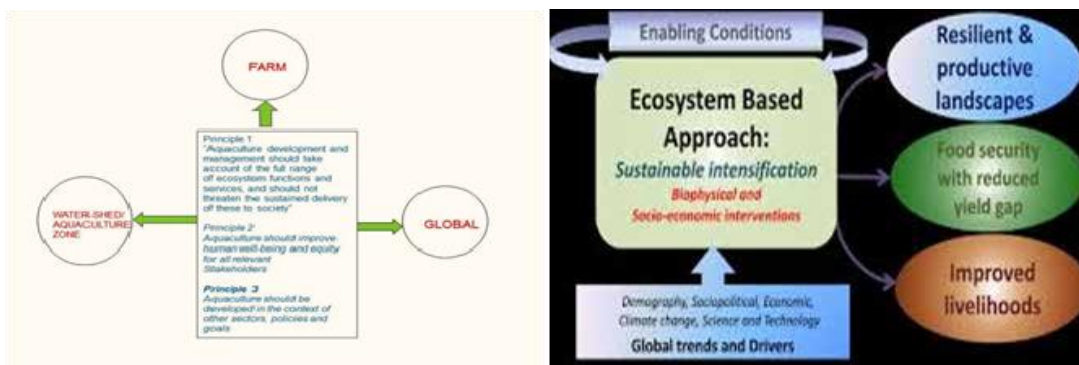 FARM
Principle 1
"Aquaculture development and
management should take
account of the full range
off ecosystem functions and
services, and should not
threaten the sustained delivery
off these to society"
Principle 2
Aquaculture should improve
human well-being and equity
for all relevant
Stakeholders
Principle 3
Aquaculture should be
developed in the context of
other sectors, policies and
goals
WATER-SHED/
AQUACULTURE
ZONE
GLOBAL
Enabling Conditions
Ecosystem Based
Approach:
Sustainable intensification
Biophysical and
Socio-economic interventions
Demography, Sociopolitical, Economic,
Climate change, Science and Technology
Global trends and Drivers
Resilient &
productive
landscapes
Food security
with reduced
yield gap
Improved
livelihoods